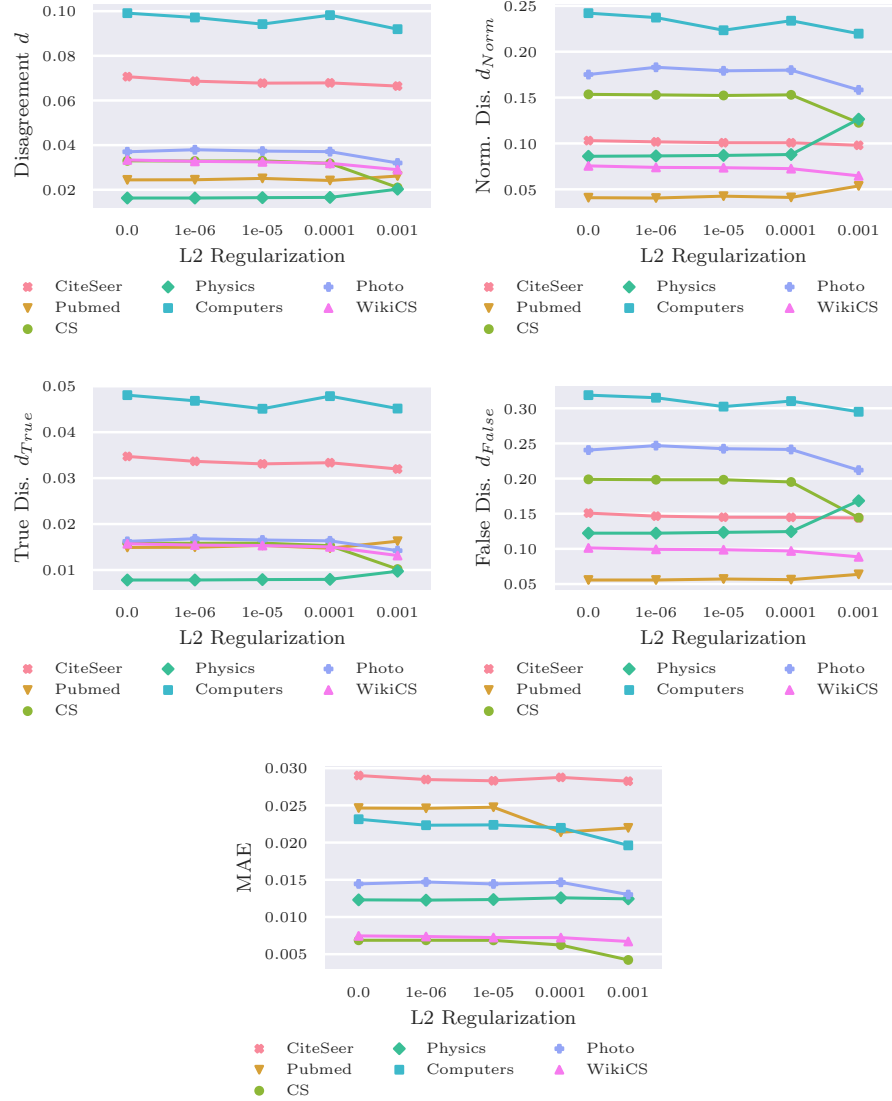 0.10
0.08
0.06
0.04
0.02
Disagreement d
0.0 1e-06 1e-05 0.0001 0.001
L2 Regularization
CiteSeer Physics Photo
Pubmed Computers WikiCS
CS
0.25
0.20
0.15
0.10
0.05
Norm. Dis. d_Norm
0.0 1e-06 1e-05 0.0001 0.001
L2 Regularization
CiteSeer Physics Photo
Pubmed Computers WikiCS
CS
0.05
0.04
0.03
0.02
0.01
True Dis. d_True
0.0 1e-06 1e-05 0.0001 0.001
L2 Regularization
CiteSeer Physics Photo
Pubmed Computers WikiCS
CS
0.30
0.25
0.20
0.15
0.10
0.05
False Dis. d_False
0.0 1e-06 1e-05 0.0001 0.001
L2 Regularization
CiteSeer Physics Photo
Pubmed Computers WikiCS
CS
0.030
0.025
0.020
0.015
0.010
0.005
MAE
0.0 1e-06 1e-05 0.0001 0.001
L2 Regularization
CiteSeer Physics Photo
Pubmed Computers WikiCS
CS